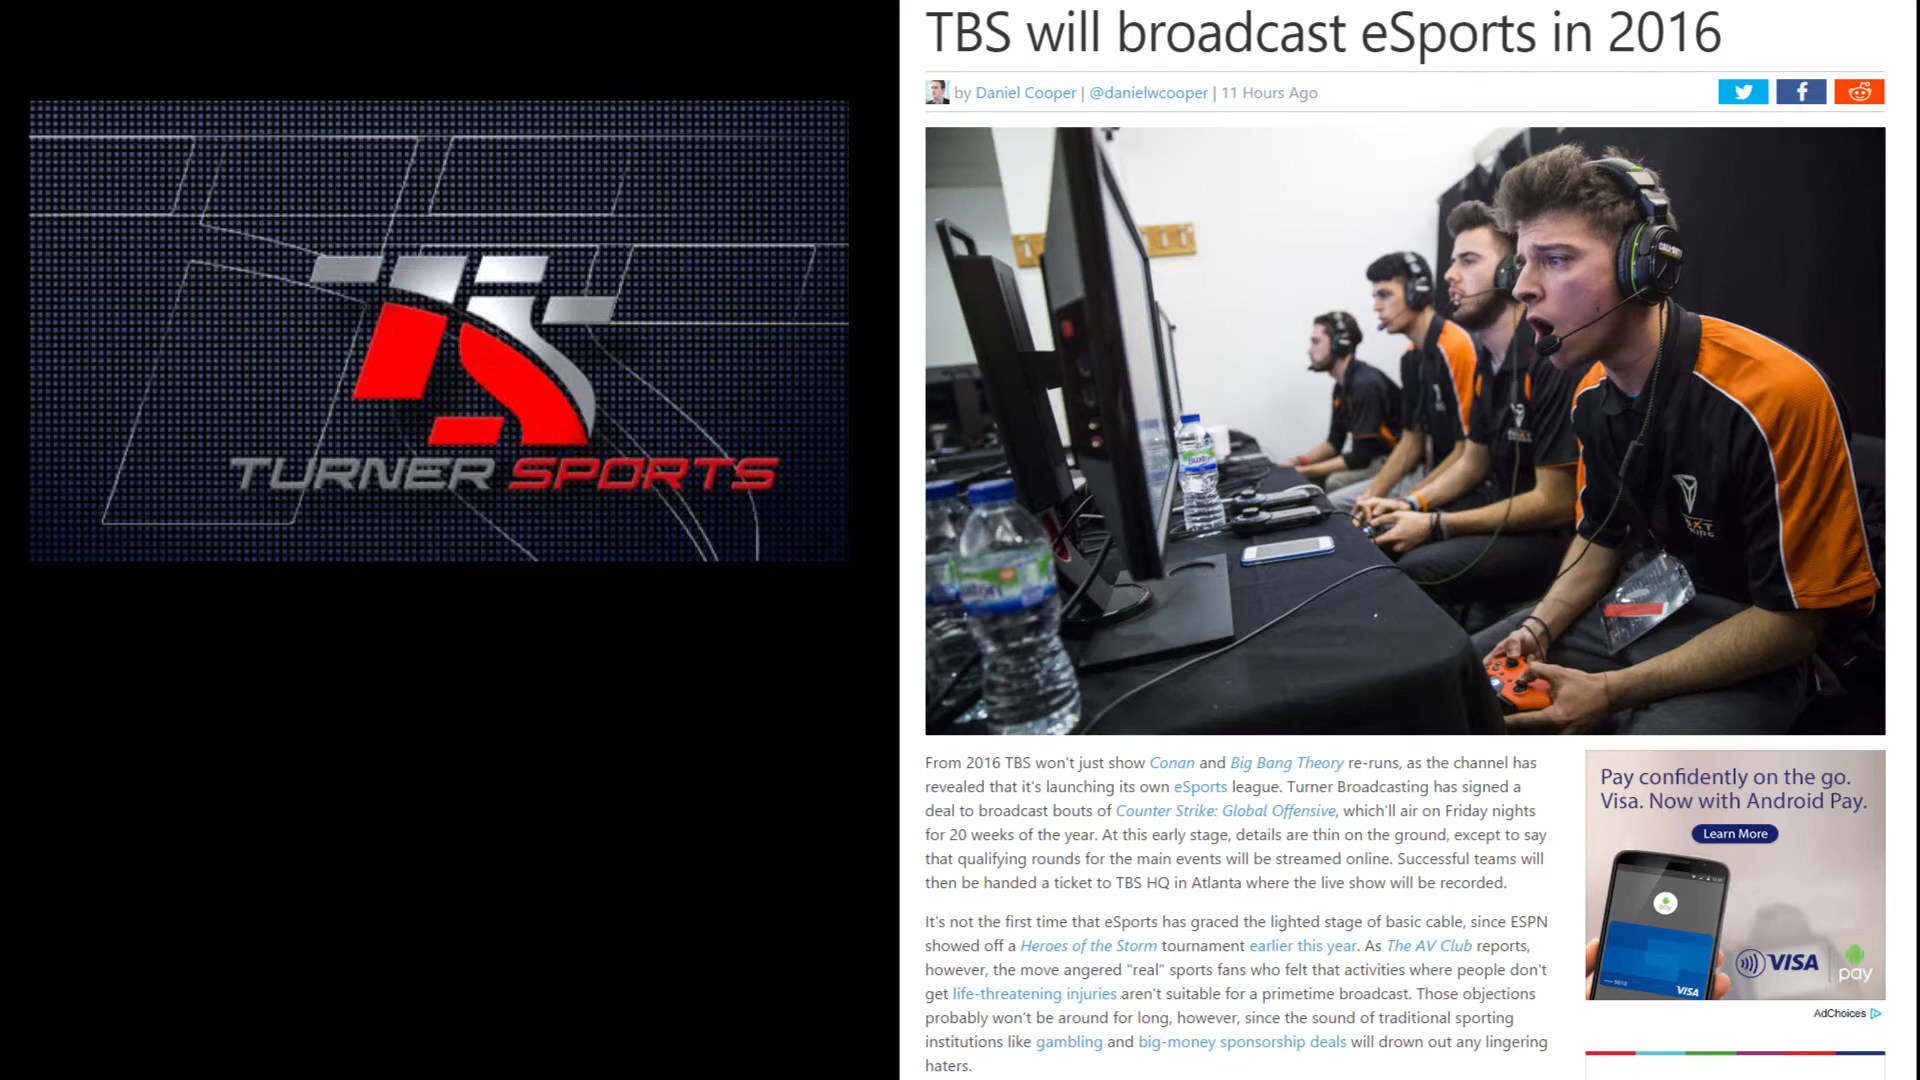 TURNER SPORTS
TBS will broadcast eSports in 2016
by Daniel Cooper | @danielwcooper | 11 Hours Ago
From 2016 TBS won't just show Conan and Big Bang Theory re-runs, as the channel has
revealed that it's launching its own eSports league. Turner Broadcasting has signed a
deal to broadcast bouts of Counter Strike: Global Offensive, which'll air on Friday nights
for 20 weeks of the year. At this early stage, details are thin on the ground, except to say
that qualifying rounds for the main events will be streamed online. Successful teams will
then be handed a ticket to TBS HQ in Atlanta where the live show will be recorded.
It's not the first time that eSports has graced the lighted stage of basic cable, since ESPN
showed off a Heroes of the Storm tournament earlier this year. As The AV Club reports,
however, the move angered "real" sports fans who felt that activities where people don't
get life-threatening injuries aren't suitable for a primetime broadcast. Those objections
probably won't be around for long, however, since the sound of traditional sporting
institutions like gambling and big-money sponsorship deals will drown out any lingering
haters.
Pay confidently on the go.
Visa. Now with Android Pay.
Learn More
pay
VISA
VISA
pay
AdChoices